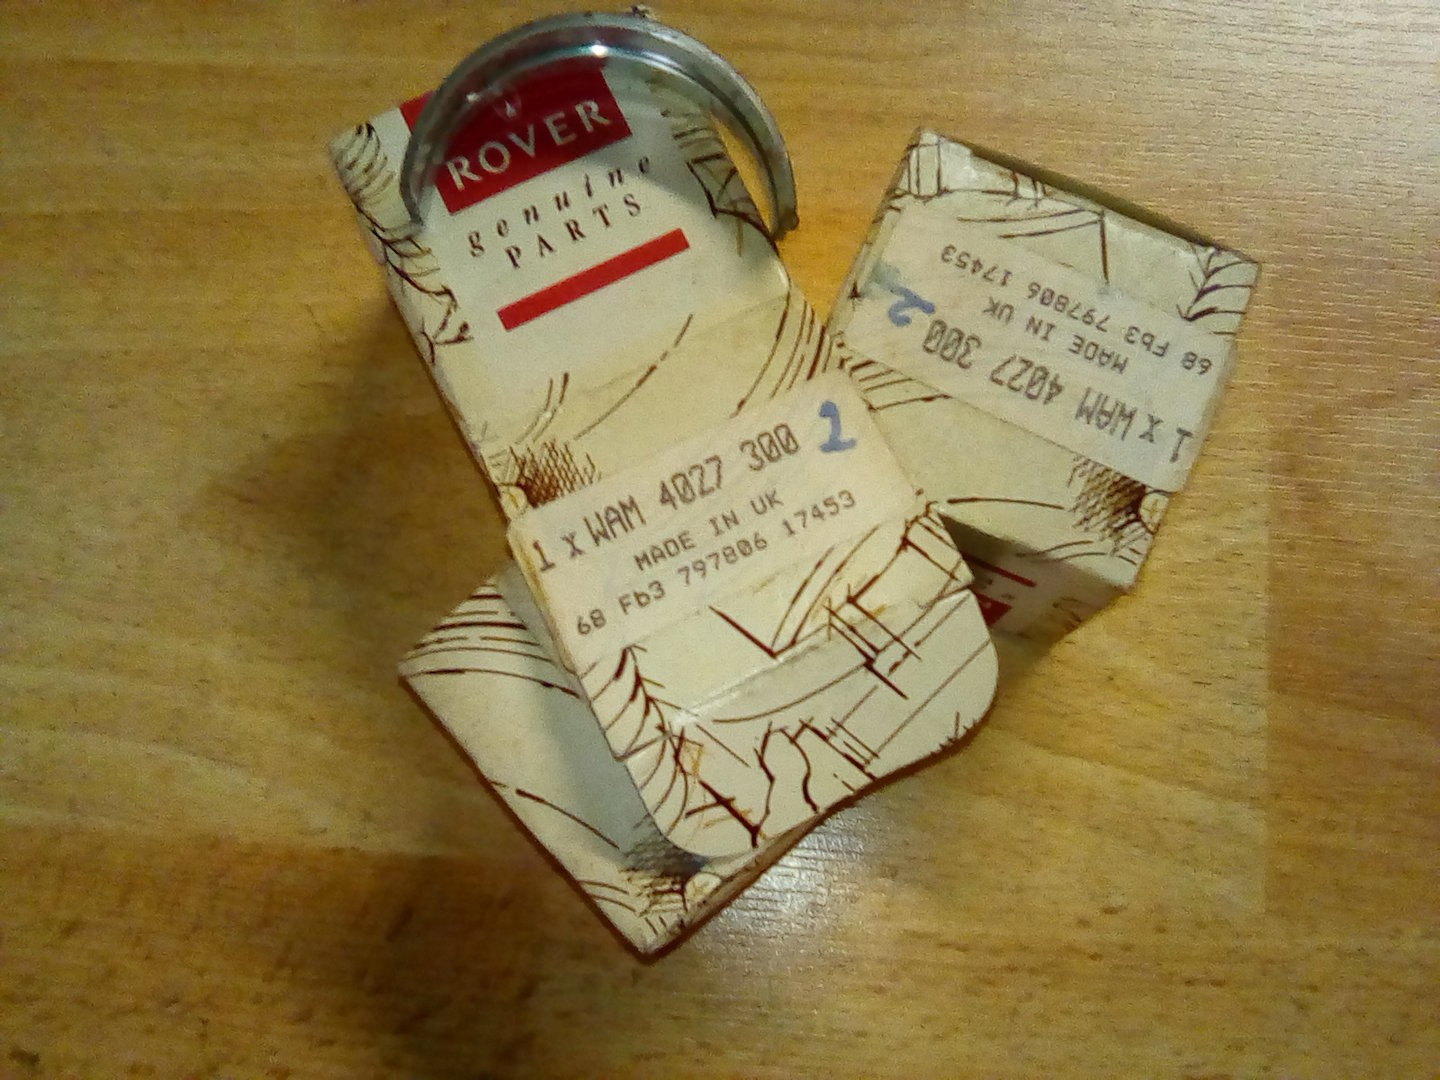 ROVER
genuine
PARTS
1 x WAM 4027 300 2
MADE IN UK
68 Fb3 797806 17453
1 x WAM 4027 300 2
MADE IN UK
68 Fb3 797806 17453